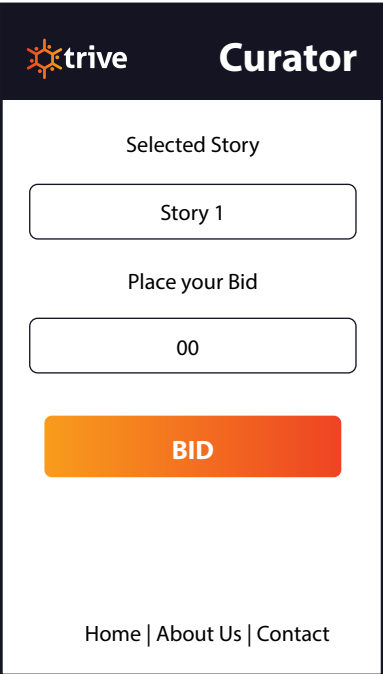 trive Curator
Selected Story
Story 1
Place your Bid
00
BID
Home | About Us | Contact